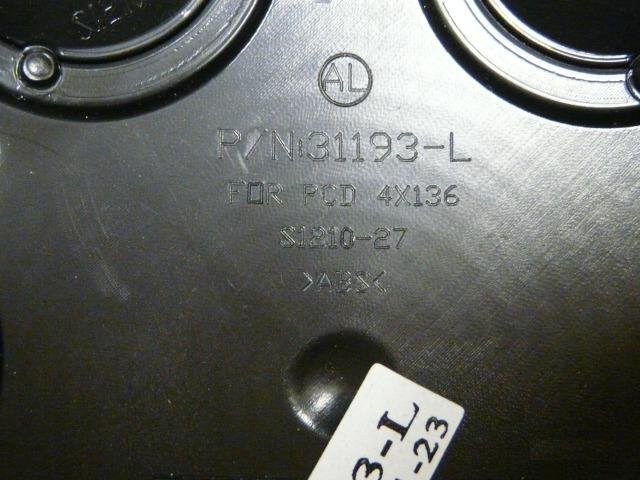 AL
P/N:31193-L
FOR PCD 4X136
S1210-27
>ABS<
3-L
-23